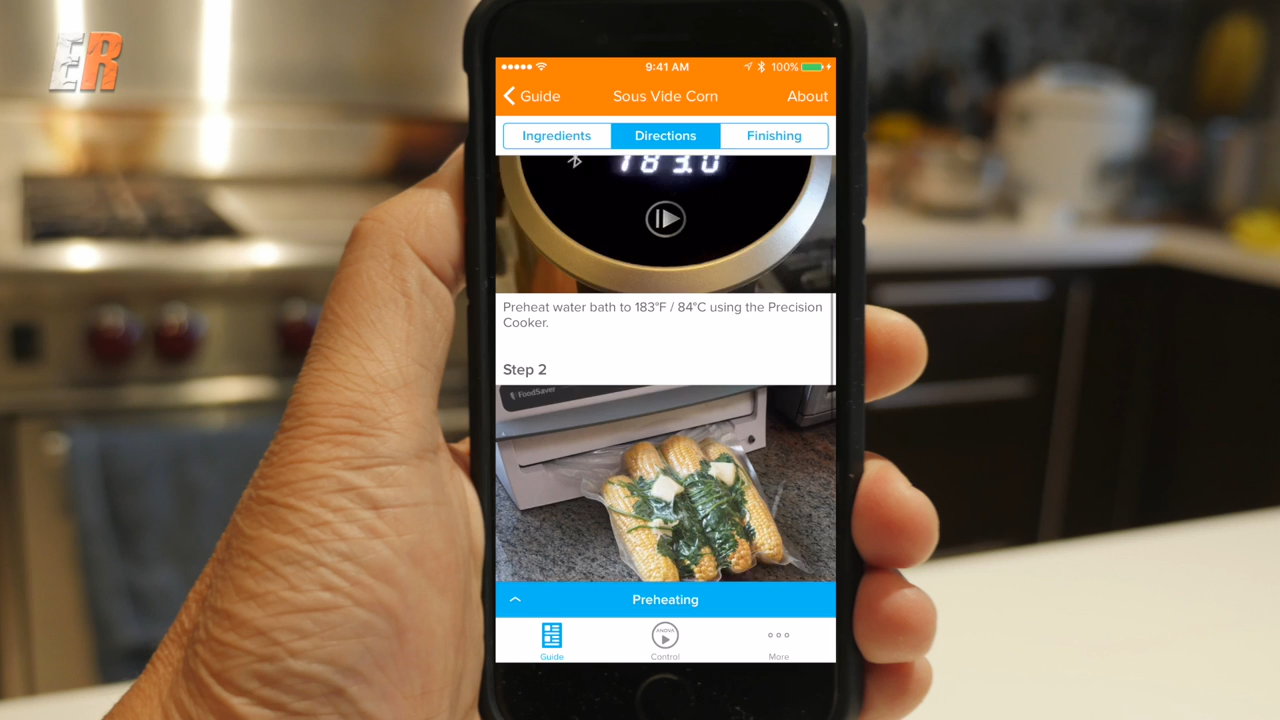 ER
9:41 AM
100%
Guide
Sous Vide Corn
About
Ingredients
Directions
Finishing
183.0
Preheat water bath to 183°F / 84°C using the Precision
Cooker.
Step 2
FoodSaver
Preheating
ANOVA
Guide
Control
More